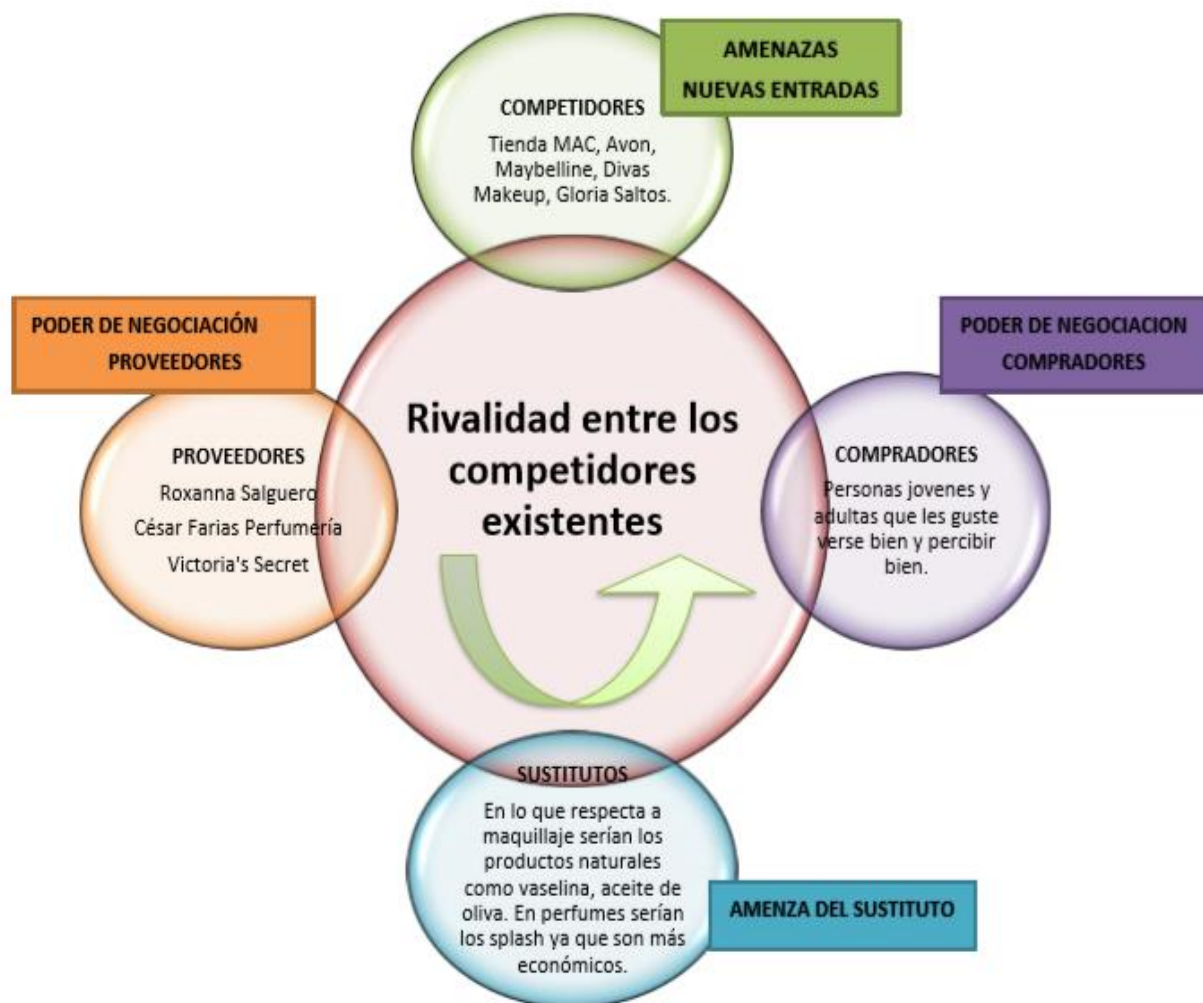 AMENAZAS
NUEVAS ENTRADAS
COMPETIDORES
Tienda MAC, Avon,
Maybelline, Divas
Makeup, Gloria Saltos.
PODER DE NEGOCIACIÓN
PROVEEDORES
PROVEEDORES
Roxanna Salguero
César Farias Perfumería
Victoria's Secret
Rivalidad entre los
competidores
existentes
PODER DE NEGOCIACION
COMPRADORES
COMPRADORES
Personas jovenes y
adultas que les guste
verse bien y percibir
bien.
SUSTITUTOS
En lo que respecta a
maquillaje serían los
productos naturales
como vaselina, aceite de
oliva. En perfumes serían
los splash ya que son más
económicos.
AMENZA DEL SUSTITUTO